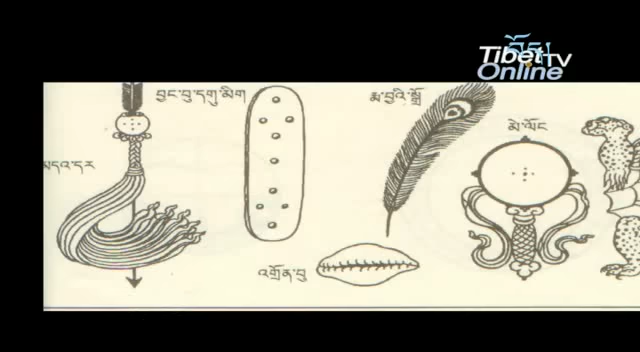 བོད།
Tibet TV
Online
བྱང་བུ་དགུ་མིག
རྨ་བྱའི་སྒྲོ
མེ་ལོང
མདའ་དར
འགྲོན་བུ